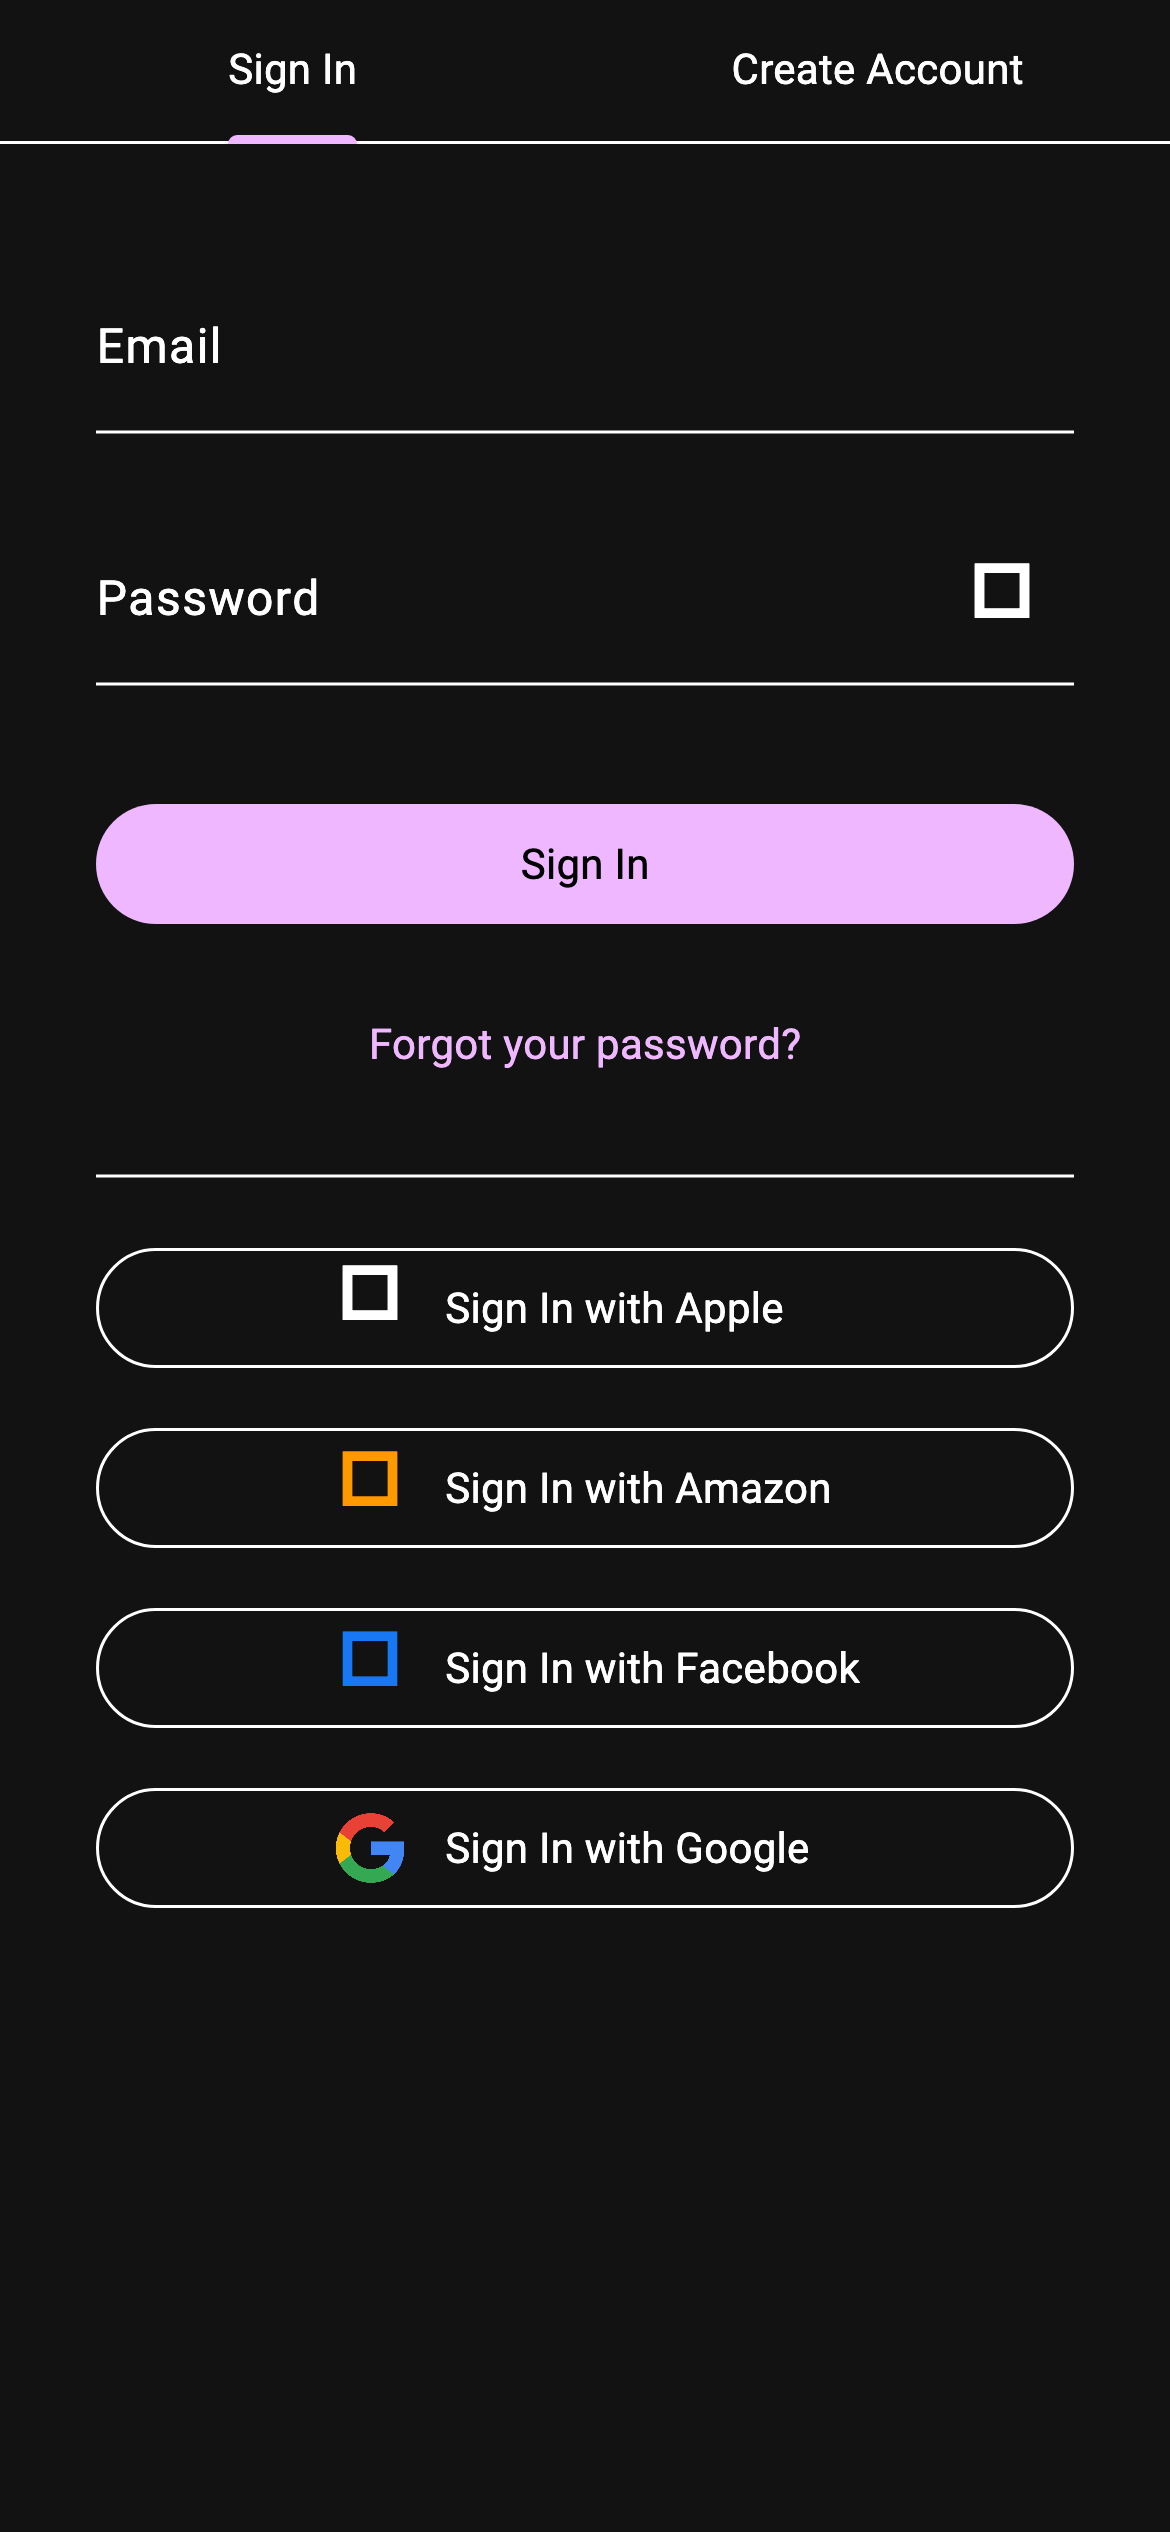 Sign In
Create Account
Email
Password
Sign In
Forgot your password?
Sign In with Apple
Sign In with Amazon
Sign In with Facebook
Sign In with Google